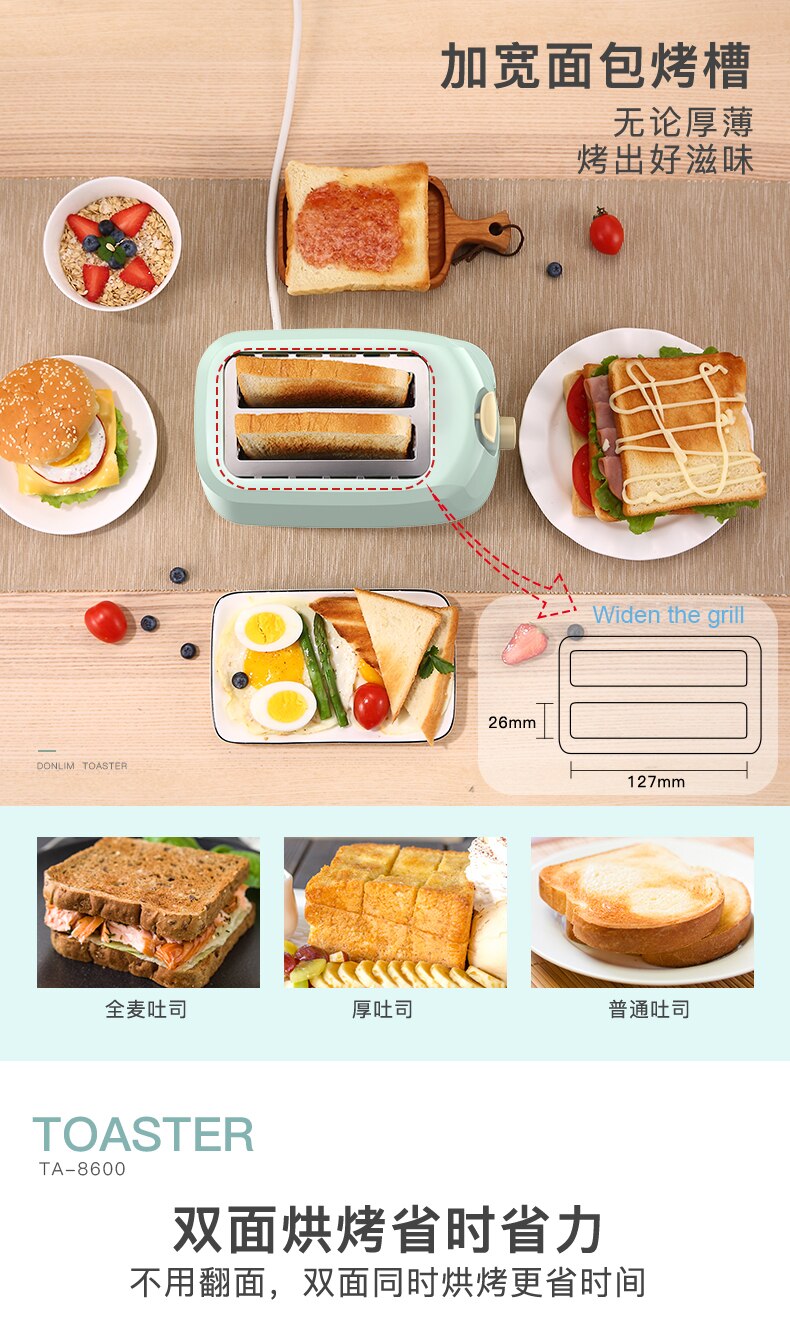 加宽面包烤槽
无论厚薄
烤出好滋味
Widen the grill
26mm
127mm
DONLIM TOASTER
全麦吐司
厚吐司
普通吐司
TOASTER
TA-8600
双面烘烤省时省力
不用翻面，双面同时烘烤更省时间